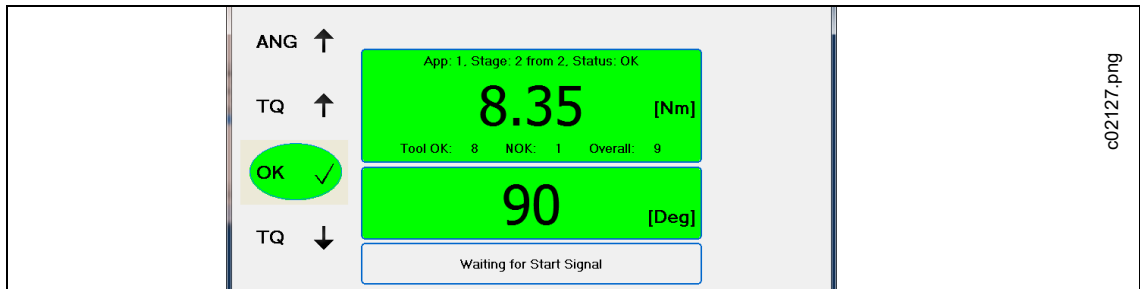 ANG ↑
TQ ↑
OK ✓
TQ ↓
App: 1, Stage: 2 from 2, Status: OK
8.35 [Nm]
Tool OK: 8 NOK: 1 Overall: 9
90 [Deg]
Waiting for Start Signal
c02127.png